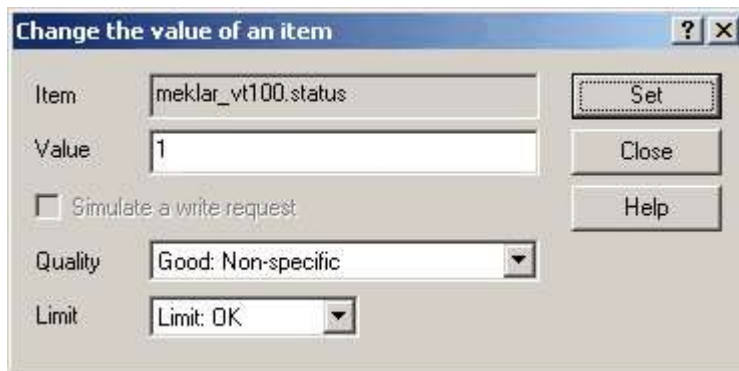 Change the value of an item ? ×
Item meklar_vt100.status Set
Value 1 Close
Simulate a write request Help
Quality Good: Non-specific
Limit Limit: OK